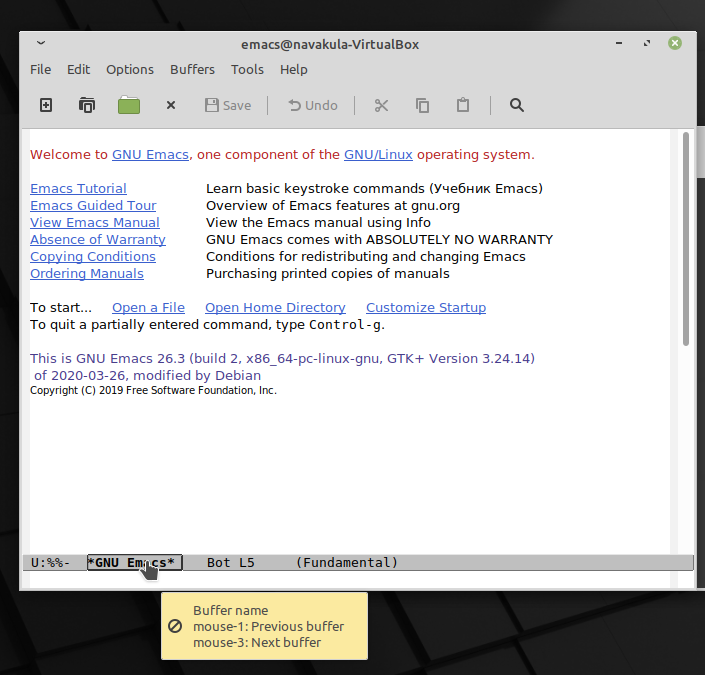 emacs@navakula-VirtualBox
File Edit Options Buffers Tools Help
Save Undo
Welcome to GNU Emacs, one component of the GNU/Linux operating system.
Emacs Tutorial Learn basic keystroke commands (Учебник Emacs)
Emacs Guided Tour Overview of Emacs features at gnu.org
View Emacs Manual View the Emacs manual using Info
Absence of Warranty GNU Emacs comes with ABSOLUTELY NO WARRANTY
Copying Conditions Conditions for redistributing and changing Emacs
Ordering Manuals Purchasing printed copies of manuals
To start... Open a File Open Home Directory Customize Startup
To quit a partially entered command, type Control-g.
This is GNU Emacs 26.3 (build 2, x86_64-pc-linux-gnu, GTK+ Version 3.24.14)
of 2020-03-26, modified by Debian
Copyright (C) 2019 Free Software Foundation, Inc.
U:%%- *GNU Emacs* Bot L5 (Fundamental)
Buffer name
mouse-1: Previous buffer
mouse-3: Next buffer